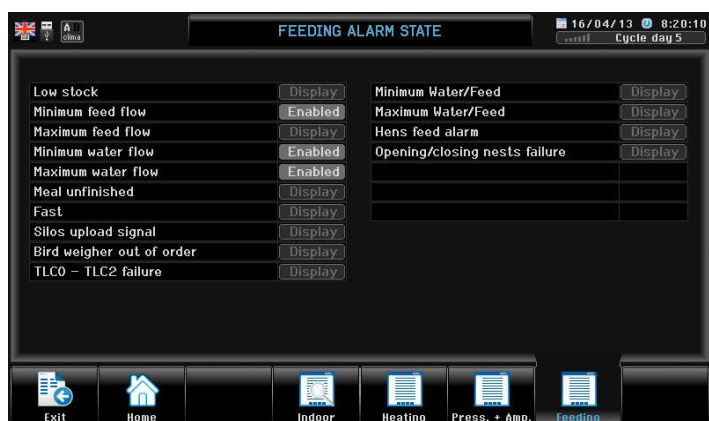 A
clima
FEEDING ALARM STATE
16/04/13 8:20:10
Cycle day 5
Low stock Display
Minimum feed flow Enabled
Maximum feed flow Display
Minimum water flow Enabled
Maximum water flow Enabled
Meal unfinished Display
Fast Display
Silos upload signal Display
Bird weigher out of order Display
TLC0 - TLC2 failure Display
Minimum Water/Feed Display
Maximum Water/Feed Display
Hens feed alarm Display
Opening/closing nests failure Display
Exit Home Indoor Heating Press. + Amp. Feeding